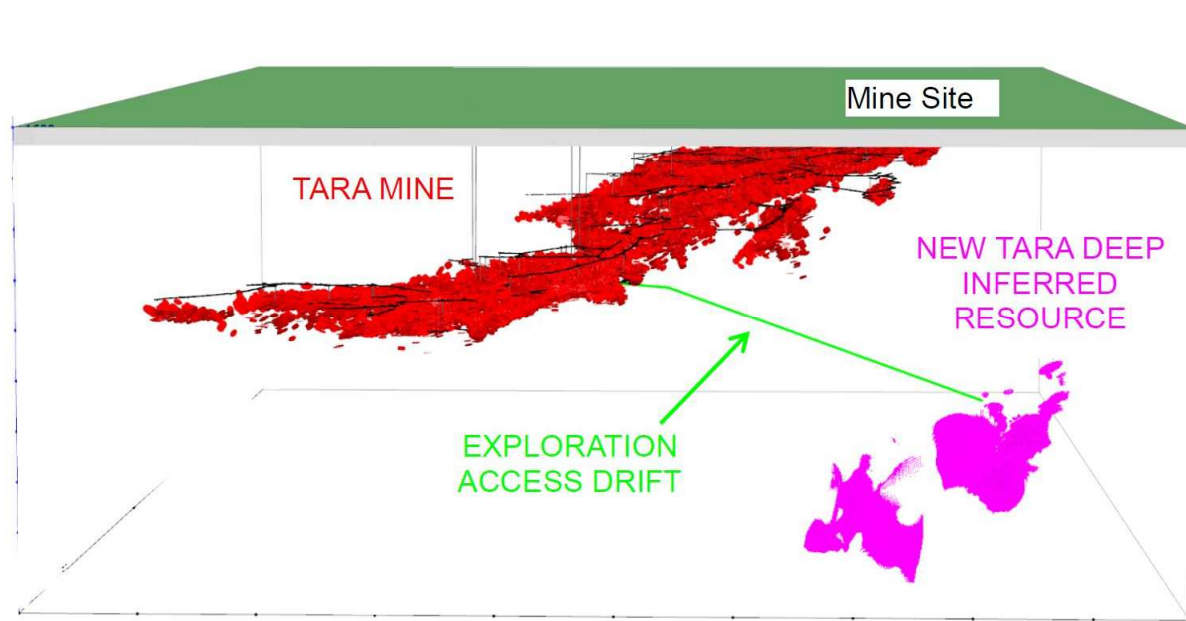 Mine Site
TARA MINE
NEW TARA DEEP
INFERRED
RESOURCE
EXPLORATION
ACCESS DRIFT